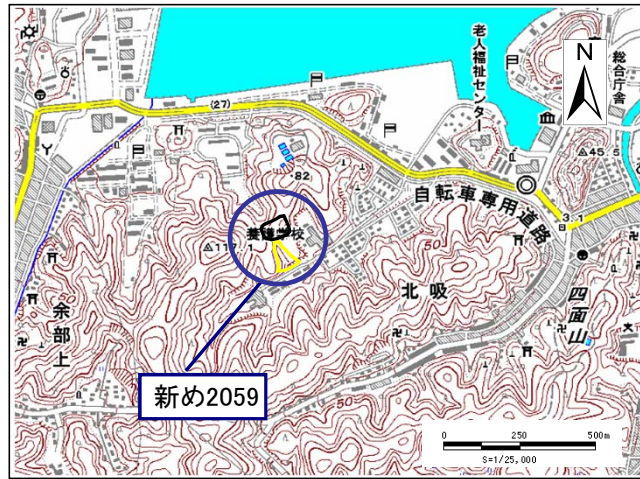 老人福祉センター
総合庁舎
N
(27)
45.5
・82
自転車専用道路
3.1
養護学校
117.1
50
北吸
四面山
余部上
新め2059
50
0 250 500m
S=1/25,000